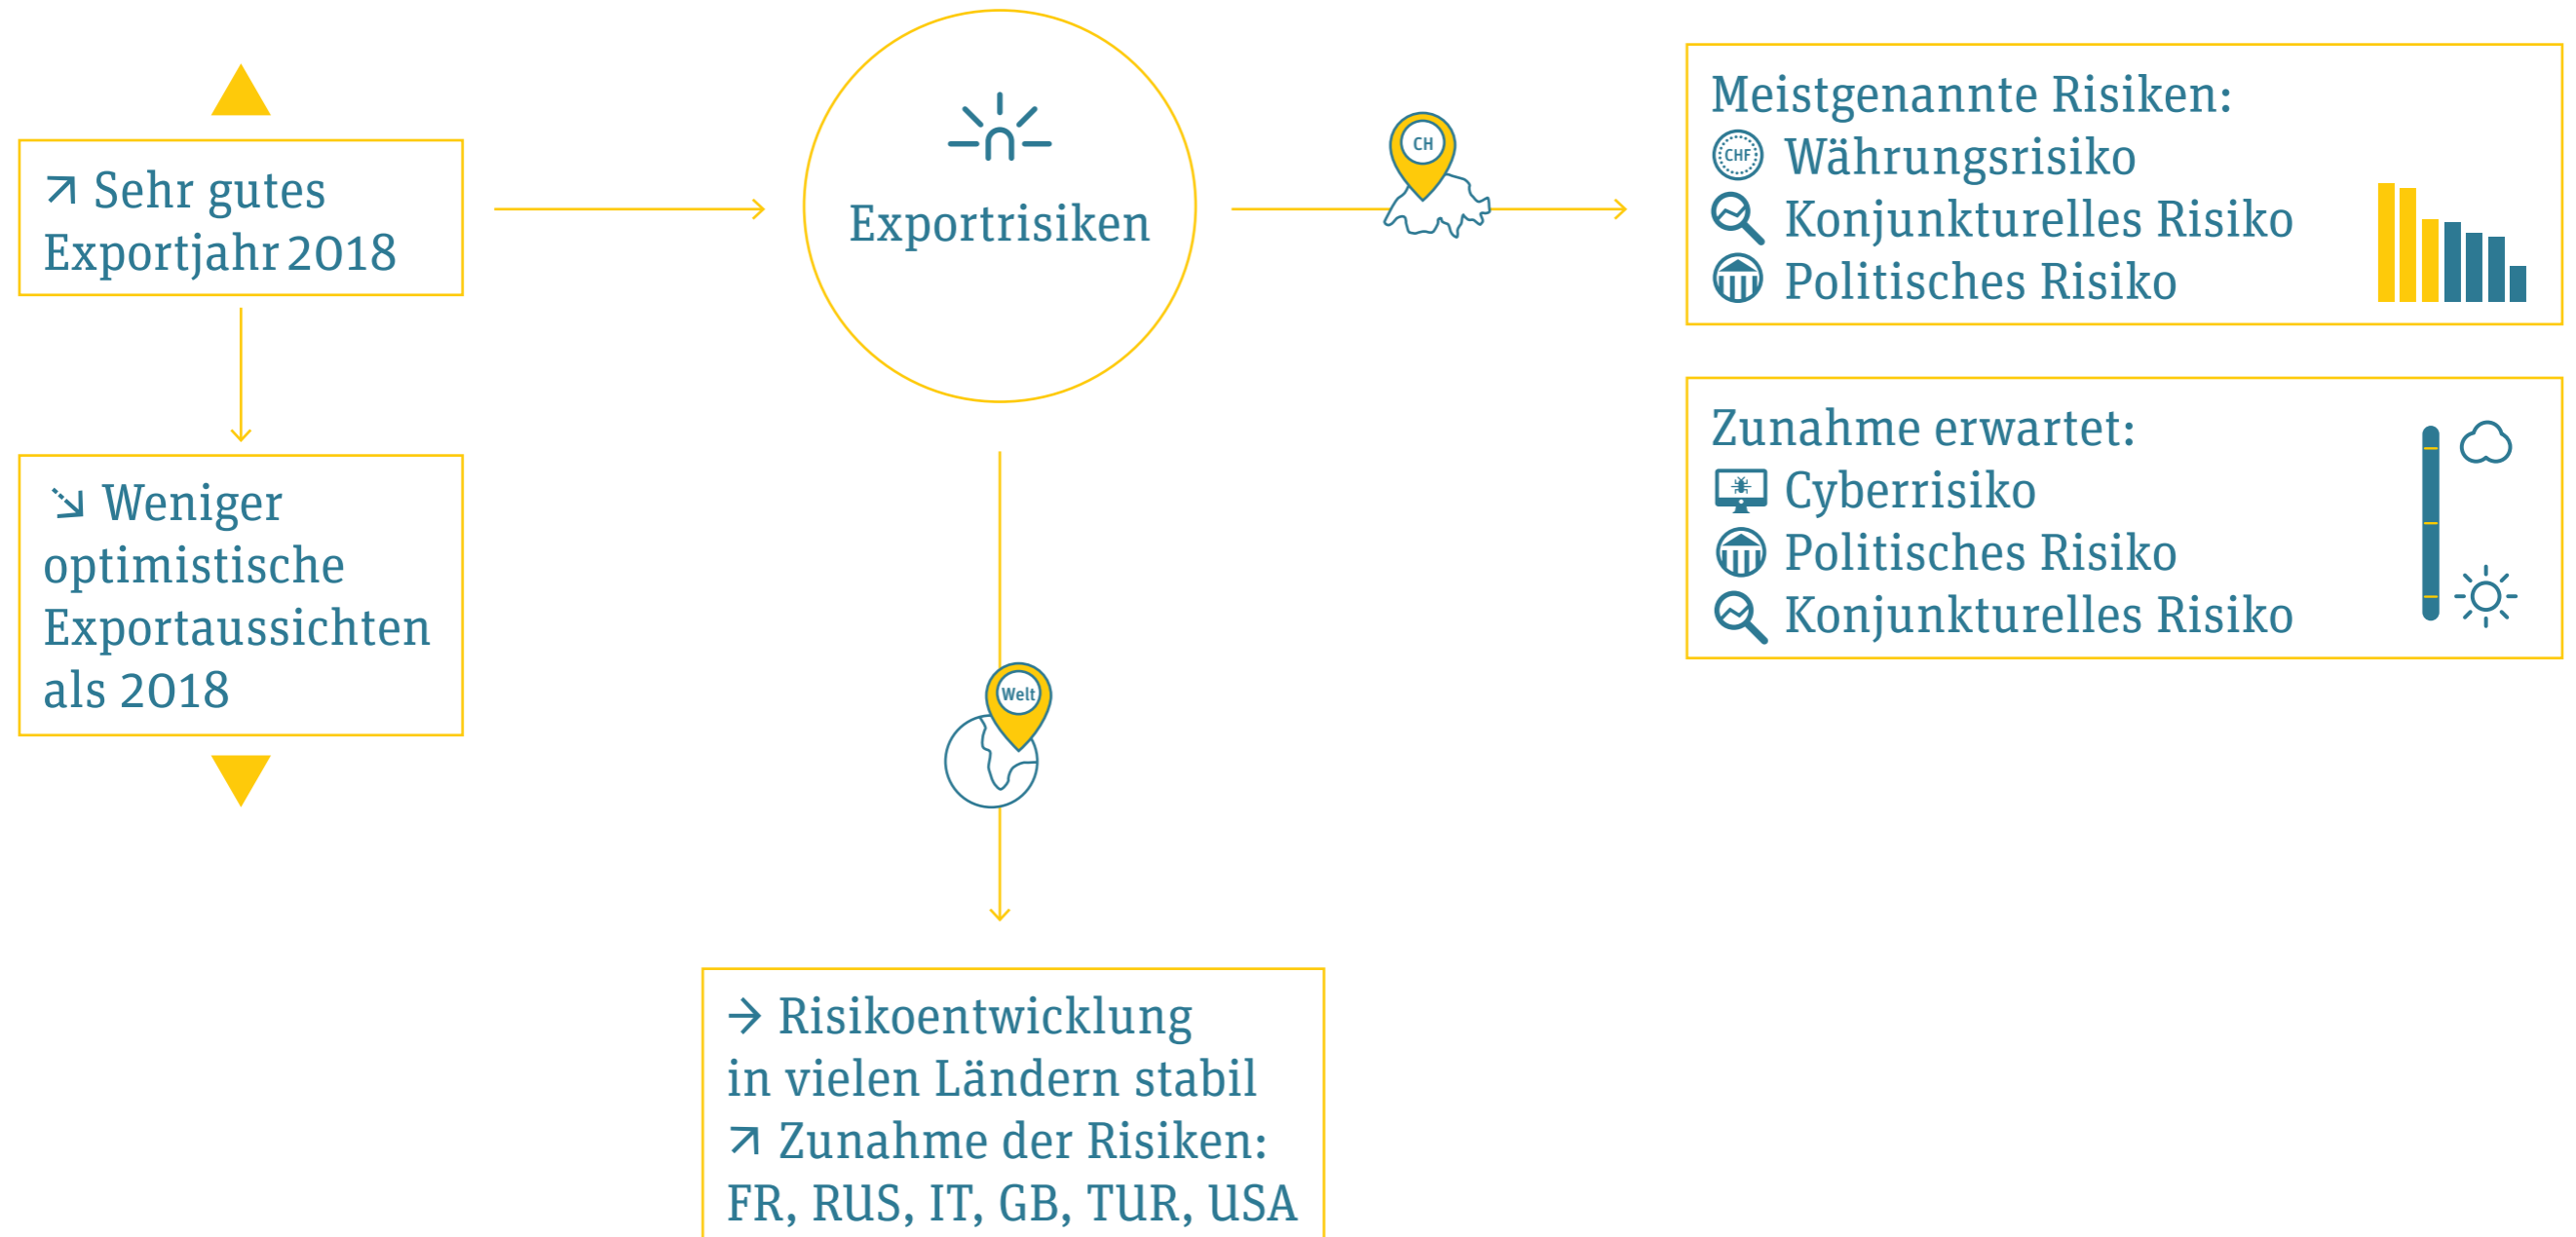 Sehr gutes
Exportjahr 2018
Weniger
optimistische
Exportaussichten
als 2018
Exportrisiken
CH
Meistgenannte Risiken:
CHF
Währungsrisiko
Konjunkturelles Risiko
Politisches Risiko
Zunahme erwartet:
Cyberrisiko
Politisches Risiko
Konjunkturelles Risiko
Welt
Risikoentwicklung
in vielen Ländern stabil
Zunahme der Risiken:
FR, RUS, IT, GB, TUR, USA